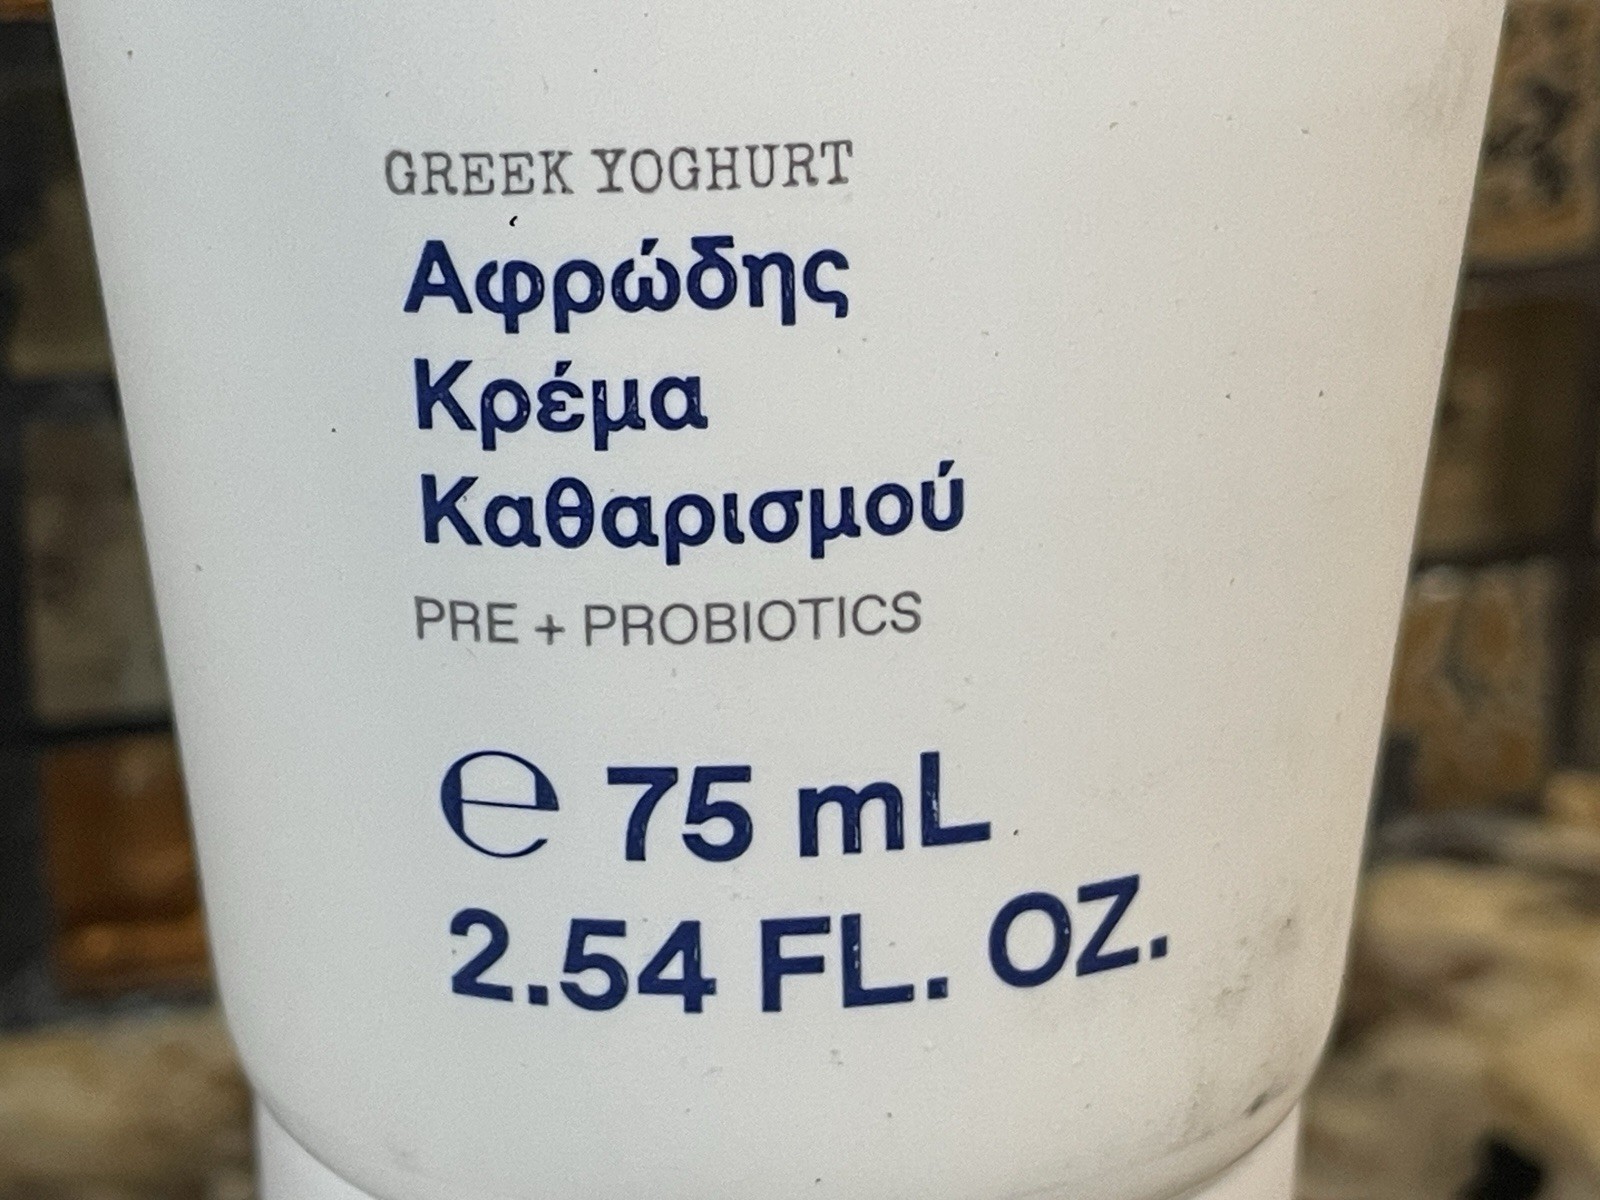 GREEK YOGHURT
Αφρώδης
Κρέμα
Καθαρισμού
PRE + PROBIOTICS
℮ 75 mL
2.54 FL. OZ.